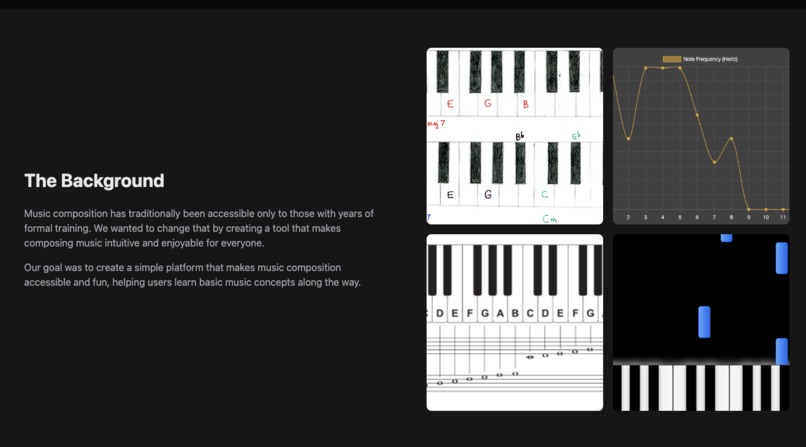 The Background
Music composition has traditionally been accessible only to those with years of
formal training. We wanted to change that by creating a tool that makes
composing music intuitive and enjoyable for everyone.
Our goal was to create a simple platform that makes music composition
accessible and fun, helping users learn basic music concepts along the way.
E G B
maj 7
Bb Eb
E G C
7
Cm
Note Frequency (Hertz)
2 3 4 5 6 7 8 9 10 11
D E F G A B C D E F G